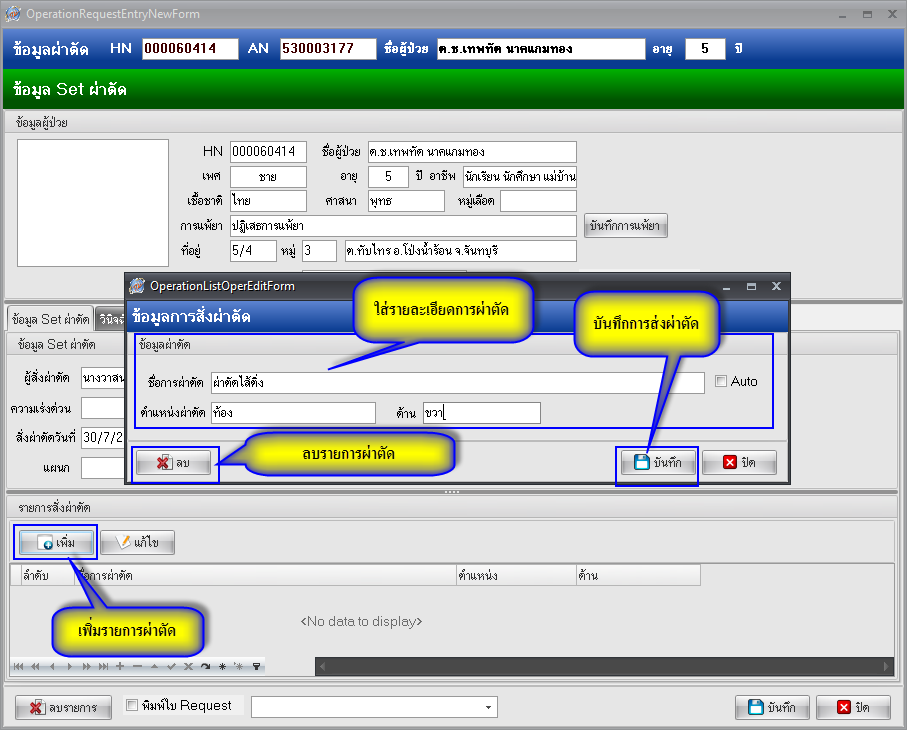 OperationRequestEntryNewForm
ข้อมูลผ่าตัด HN 000060414 AN 530003177 ชื่อผู้ป่วย ด.ช.เทพทัต นาคแกมทอง อายุ 5 ปี
ข้อมูล Set ผ่าตัด
ข้อมูลผู้ป่วย
HN 000060414 ชื่อผู้ป่วย ด.ช.เทพทัต นาคแกมทอง
เพศ ชาย อายุ 5 ปี อาชีพ นักเรียน นักศึกษา แม่บ้าน
เชื้อชาติ ไทย ศาสนา พุทธ หมู่เลือด
การแพ้ยา ปฏิเสธการแพ้ยา บันทึกการแพ้ยา
ที่อยู่ 5/4 หมู่ 3 ต.ทับไทร อ.โป่งน้ำร้อน จ.จันทบุรี
OperationListOperEditForm
ใส่รายละเอียดการผ่าตัด
บันทึกการส่งผ่าตัด
ข้อมูลการสั่งผ่าตัด
ข้อมูลผ่าตัด
ชื่อการผ่าตัด ผ่าตัดไส้ติ่ง Auto
ตำแหน่งผ่าตัด ท้อง ด้าน ขวา
ลบ ลบรายการผ่าตัด บันทึก ปิด
ข้อมูล Set ผ่าตัด วินิจฉั
ข้อมูล Set ผ่าตัด
ผู้สั่งผ่าตัด นางวาสน
ความเร่งด่วน
สั่งผ่าตัดวันที่ 30/7/2
แผนก
รายการสั่งผ่าตัด
เพิ่ม แก้ไข
ลำดับ ชื่อการผ่าตัด ตำแหน่ง ด้าน
<No data to display>
เพิ่มรายการผ่าตัด
ลบรายการ พิมพ์ใบ Request บันทึก ปิด